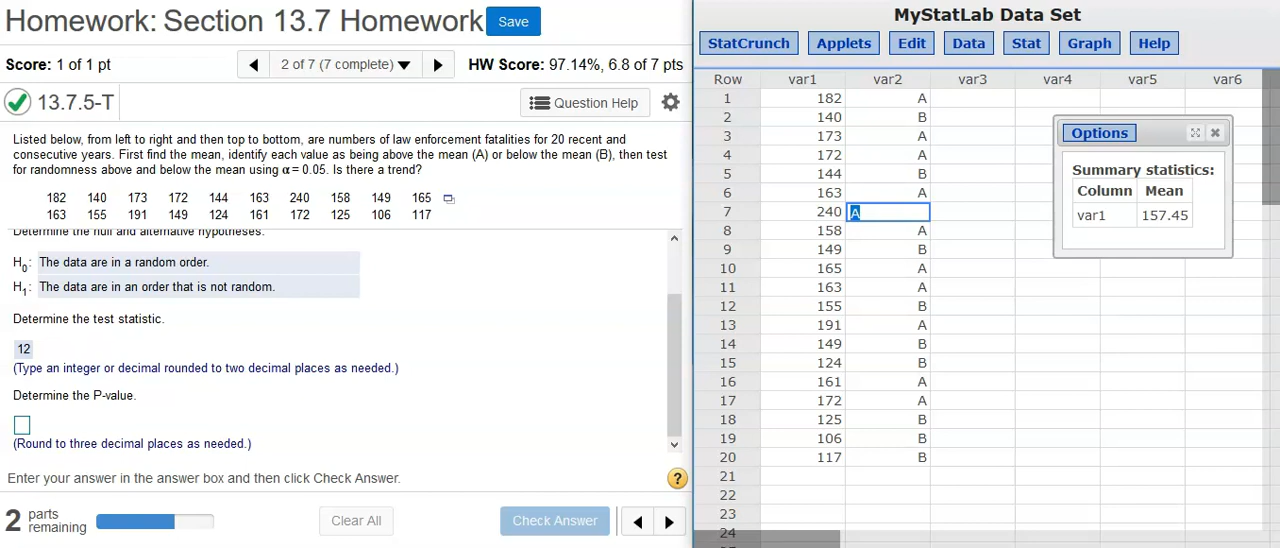 Homework: Section 13.7 Homework Save
Score: 1 of 1 pt 2 of 7 (7 complete) HW Score: 97.14%, 6.8 of 7 pts
13.7.5-T Question Help
Listed below, from left to right and then top to bottom, are numbers of law enforcement fatalities for 20 recent and
consecutive years. First find the mean, identify each value as being above the mean (A) or below the mean (B), then test
for randomness above and below the mean using α = 0.05. Is there a trend?
182 140 173 172 144 163 240 158 149 165
163 155 191 149 124 161 172 125 106 117
Determine the null and alternative hypotheses.
H0: The data are in a random order.
H1: The data are in an order that is not random.
Determine the test statistic.
12
(Type an integer or decimal rounded to two decimal places as needed.)
Determine the P-value.
(Round to three decimal places as needed.)
Enter your answer in the answer box and then click Check Answer.
?
2 parts remaining Clear All Check Answer
MyStatLab Data Set
StatCrunch Applets Edit Data Stat Graph Help
Row var1 var2 var3 var4 var5 var6
1 182 A
2 140 B
3 173 A
4 172 A
5 144 B
6 163 A
7 240 A
8 158 A
9 149 B
10 165 A
11 163 A
12 155 B
13 191 A
14 149 B
15 124 B
16 161 A
17 172 A
18 125 B
19 106 B
20 117 B
21
22
23
24
Options
Summary statistics:
Column Mean
var1 157.45